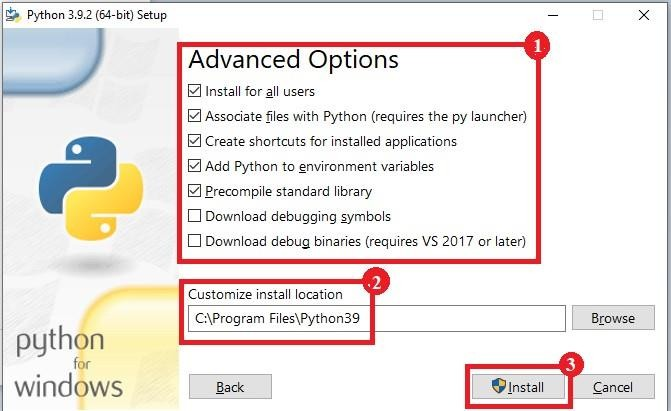 Python 3.9.2 (64-bit) Setup
1
Advanced Options
Install for all users
Associate files with Python (requires the py launcher)
Create shortcuts for installed applications
Add Python to environment variables
Precompile standard library
Download debugging symbols
Download debug binaries (requires VS 2017 or later)
2
Customize install location
C:\Program Files\Python39
Browse
python
for
windows
3
Back
Install
Cancel